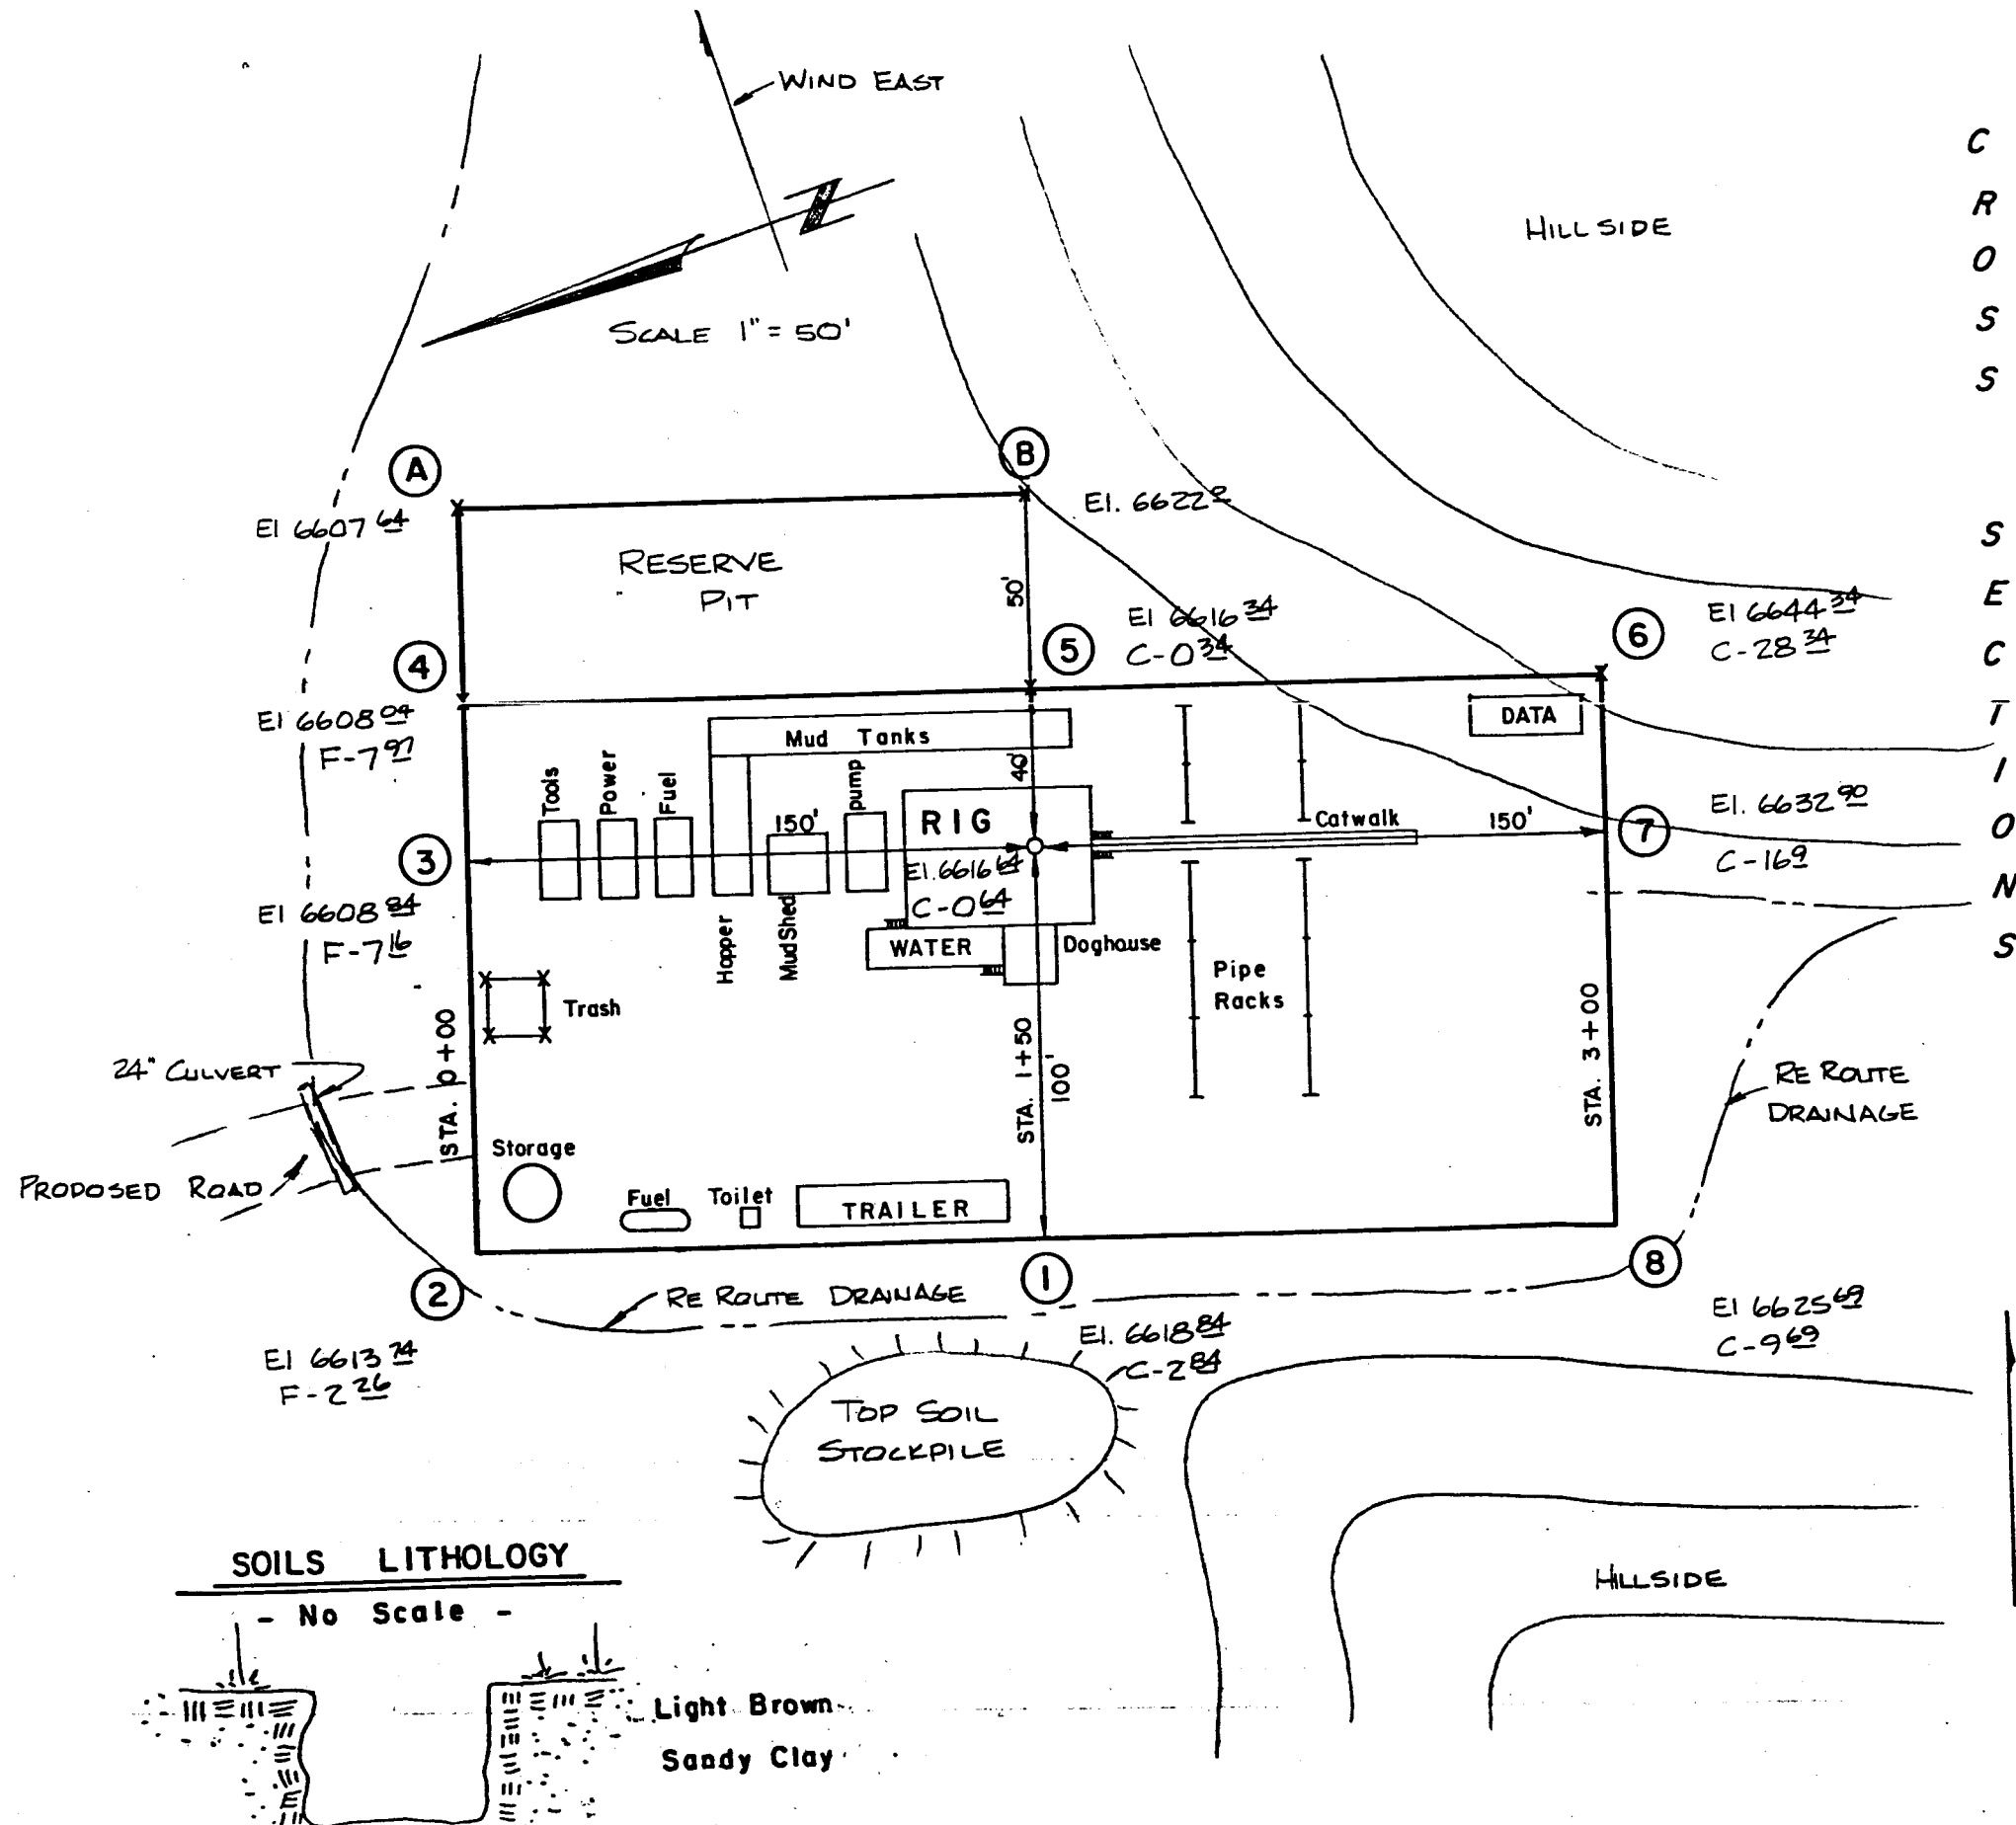 WIND EAST
N
SCALE 1" = 50'
HILLSIDE
CROSS SECTIONS
A
B
El 6607 64
El. 6622 0
RESERVE
PIT
50'
El 6616 34
C-0 34
6
El 6644 34
C-28 34
4
5
El 6608 04
F-7 97
DATA
Mud Tanks
40'
Tools
Power
Fuel
pump
150'
RIG
Catwalk
150'
El. 6632 90
3
7
C-16 9
El. 6616 64
C-0 64
El 6608 84
F-7 16
Hopper
Mud Shed
WATER
Doghouse
Pipe
Racks
Trash
STA. 0+00
STA. 1+50
100'
STA. 3+00
24" CULVERT
RE ROUTE
DRAINAGE
PROPOSED ROAD
Storage
Fuel
Toilet
TRAILER
2
1
8
RE ROUTE DRAINAGE
El 6613 74
F-2 26
El. 6618 84
C-2 84
El 6625 69
C-9 69
TOP SOIL
STOCKPILE
SOILS LITHOLOGY
- No Scale -
HILLSIDE
Light Brown
Sandy Clay